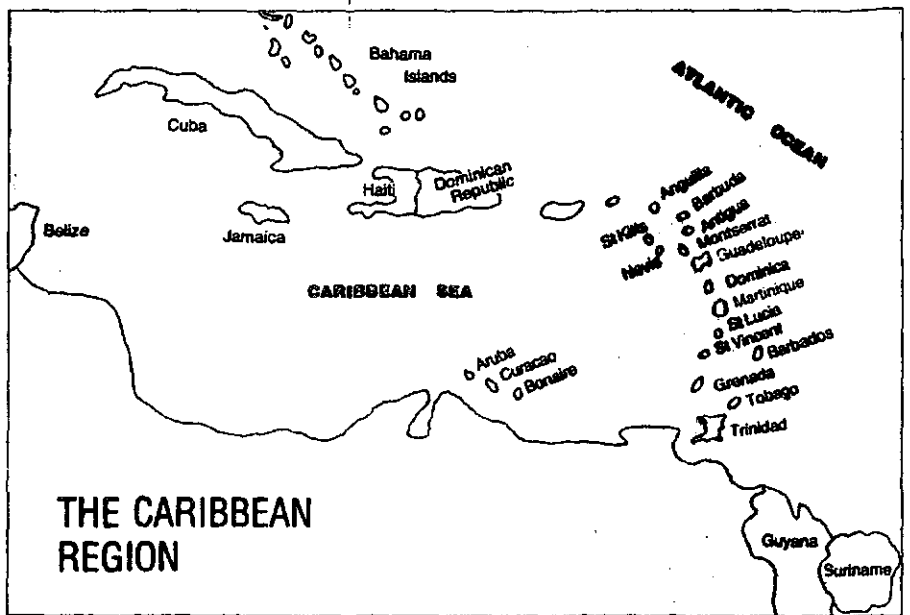 Bahama
Islands
ATLANTIC OCEAN
Cuba
Haiti
Dominican
Republic
Anguilla
Barbuda
Antigua
Montserrat
Guadeloupe
St Kitts
Nevis
Belize
Jamaica
CARIBBEAN SEA
Dominica
Martinique
St Lucia
St Vincent
Barbados
Aruba
Curacao
Bonaire
Grenada
Tobago
Trinidad
THE CARIBBEAN
REGION
Guyana
Suriname